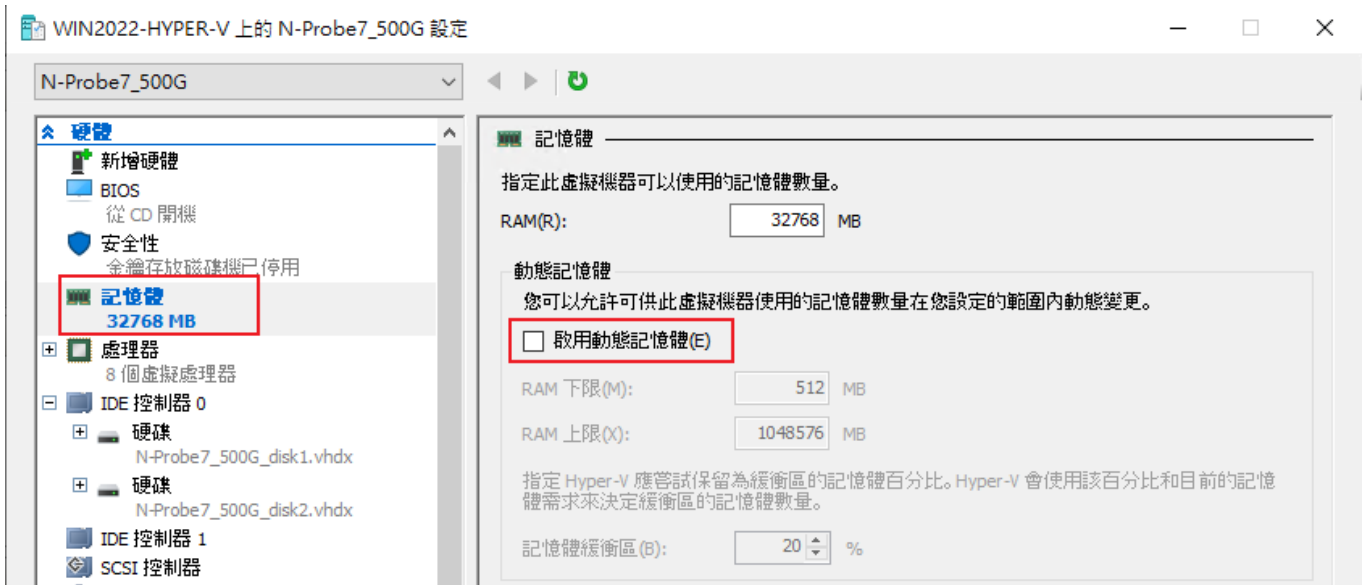 WIN2022-HYPER-V 上的 N-Probe7_500G 設定
N-Probe7_500G
硬體
新增硬體
BIOS
從 CD 開機
安全性
金鑰存放磁碟機已停用
記憶體
32768 MB
處理器
8 個虛擬處理器
IDE 控制器 0
硬碟
N-Probe7_500G_disk1.vhdx
硬碟
N-Probe7_500G_disk2.vhdx
IDE 控制器 1
SCSI 控制器
記憶體
指定此虛擬機器可以使用的記憶體數量。
RAM(R): 32768 MB
動態記憶體
您可以允許可供此虛擬機器使用的記憶體數量在您設定的範圍內動態變更。
啟用動態記憶體(E)
RAM 下限(M): 512 MB
RAM 上限(X): 1048576 MB
指定 Hyper-V 應嘗試保留為緩衝區的記憶體百分比。Hyper-V 會使用該百分比和目前的記憶
體需求來決定緩衝區的記憶體數量。
記憶體緩衝區(B): 20 %